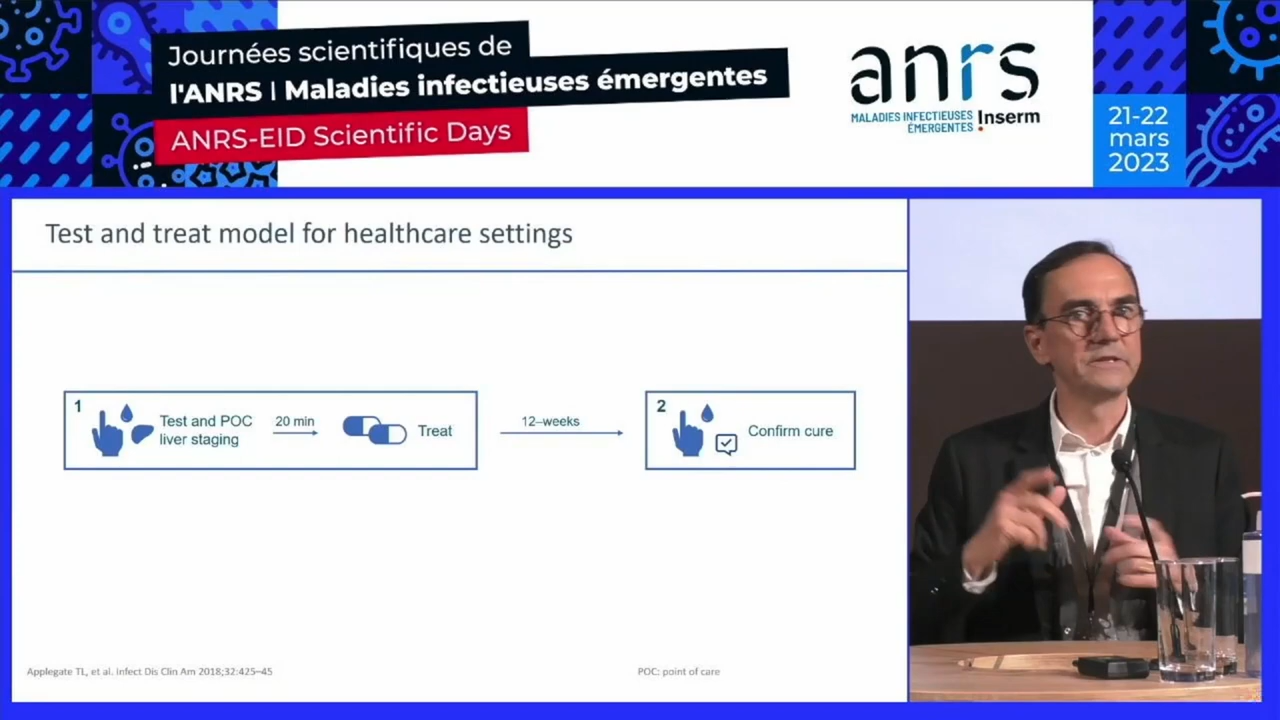 Journées scientifiques de
l'ANRS | Maladies infectieuses émergentes
ANRS-EID Scientific Days
anrs
MALADIES INFECTIEUSES
ÉMERGENTES
Inserm
21-22
mars
2023
Test and treat model for healthcare settings
1
Test and POC
liver staging
20 min
Treat
12–weeks
2
Confirm cure
Applegate TL, et al. Infect Dis Clin Am 2018;32:425–45
POC: point of care